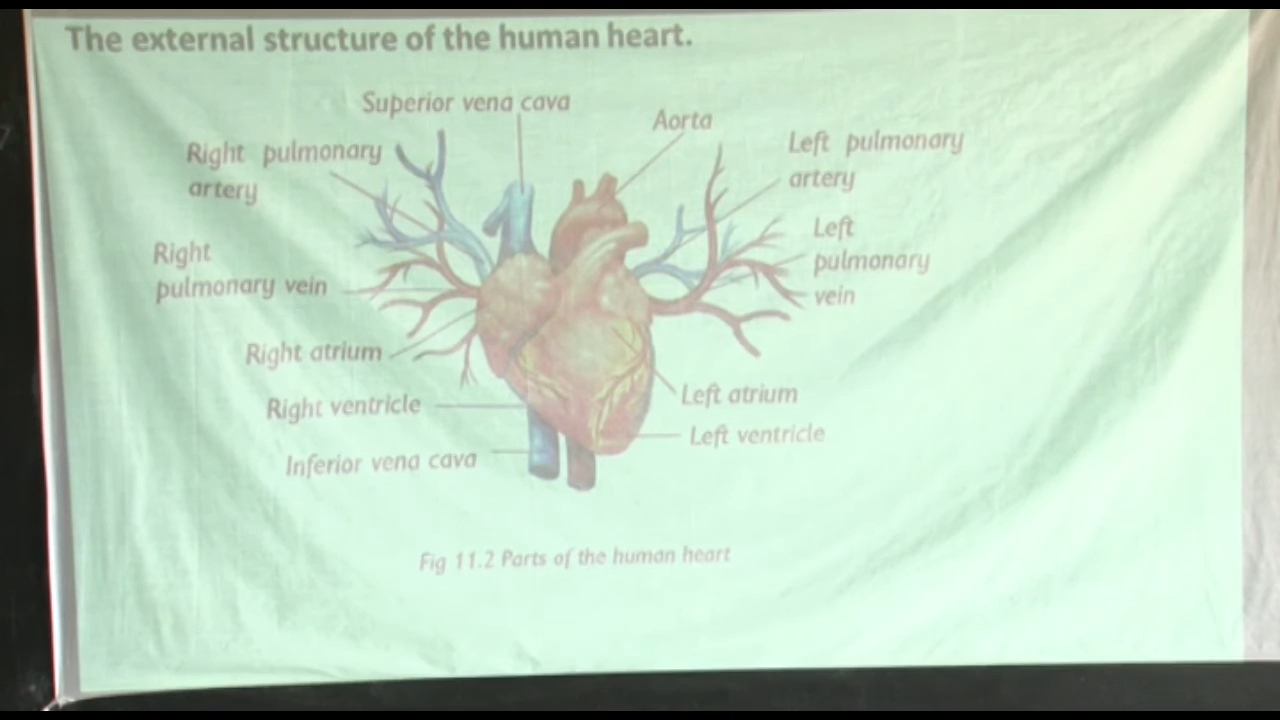 The external structure of the human heart.
Superior vena cava
Aorta
Right pulmonary
artery
Left pulmonary
artery
Right
pulmonary vein
Left
pulmonary
vein
Right atrium
Left atrium
Right ventricle
Left ventricle
Inferior vena cava
Fig 11.2 Parts of the human heart